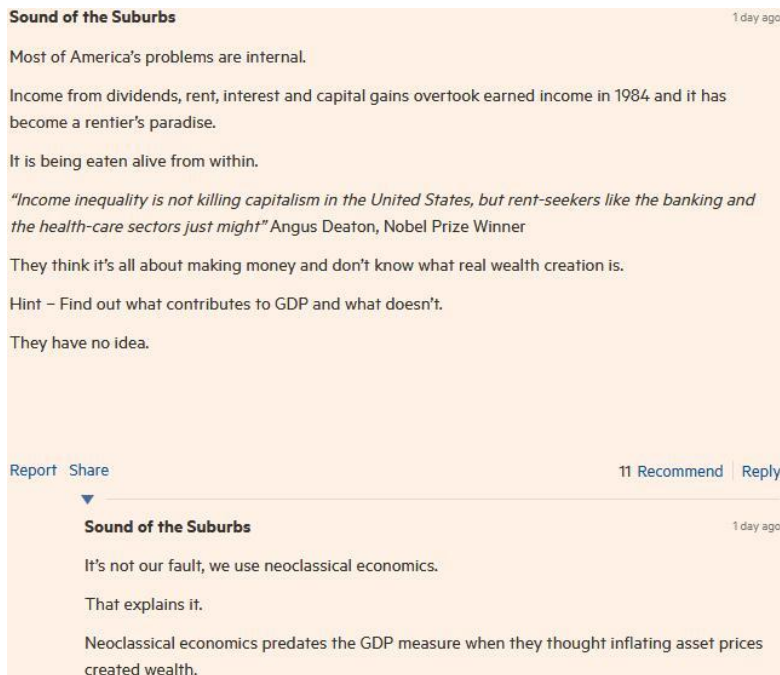 Sound of the Suburbs 1 day ago
Most of America's problems are internal.
Income from dividends, rent, interest and capital gains overtook earned income in 1984 and it has
become a rentier's paradise.
It is being eaten alive from within.
"Income inequality is not killing capitalism in the United States, but rent-seekers like the banking and
the health-care sectors just might" Angus Deaton, Nobel Prize Winner
They think it's all about making money and don't know what real wealth creation is.
Hint – Find out what contributes to GDP and what doesn't.
They have no idea.
Report Share 11 Recommend Reply
Sound of the Suburbs 1 day ago
It's not our fault, we use neoclassical economics.
That explains it.
Neoclassical economics predates the GDP measure when they thought inflating asset prices
created wealth.